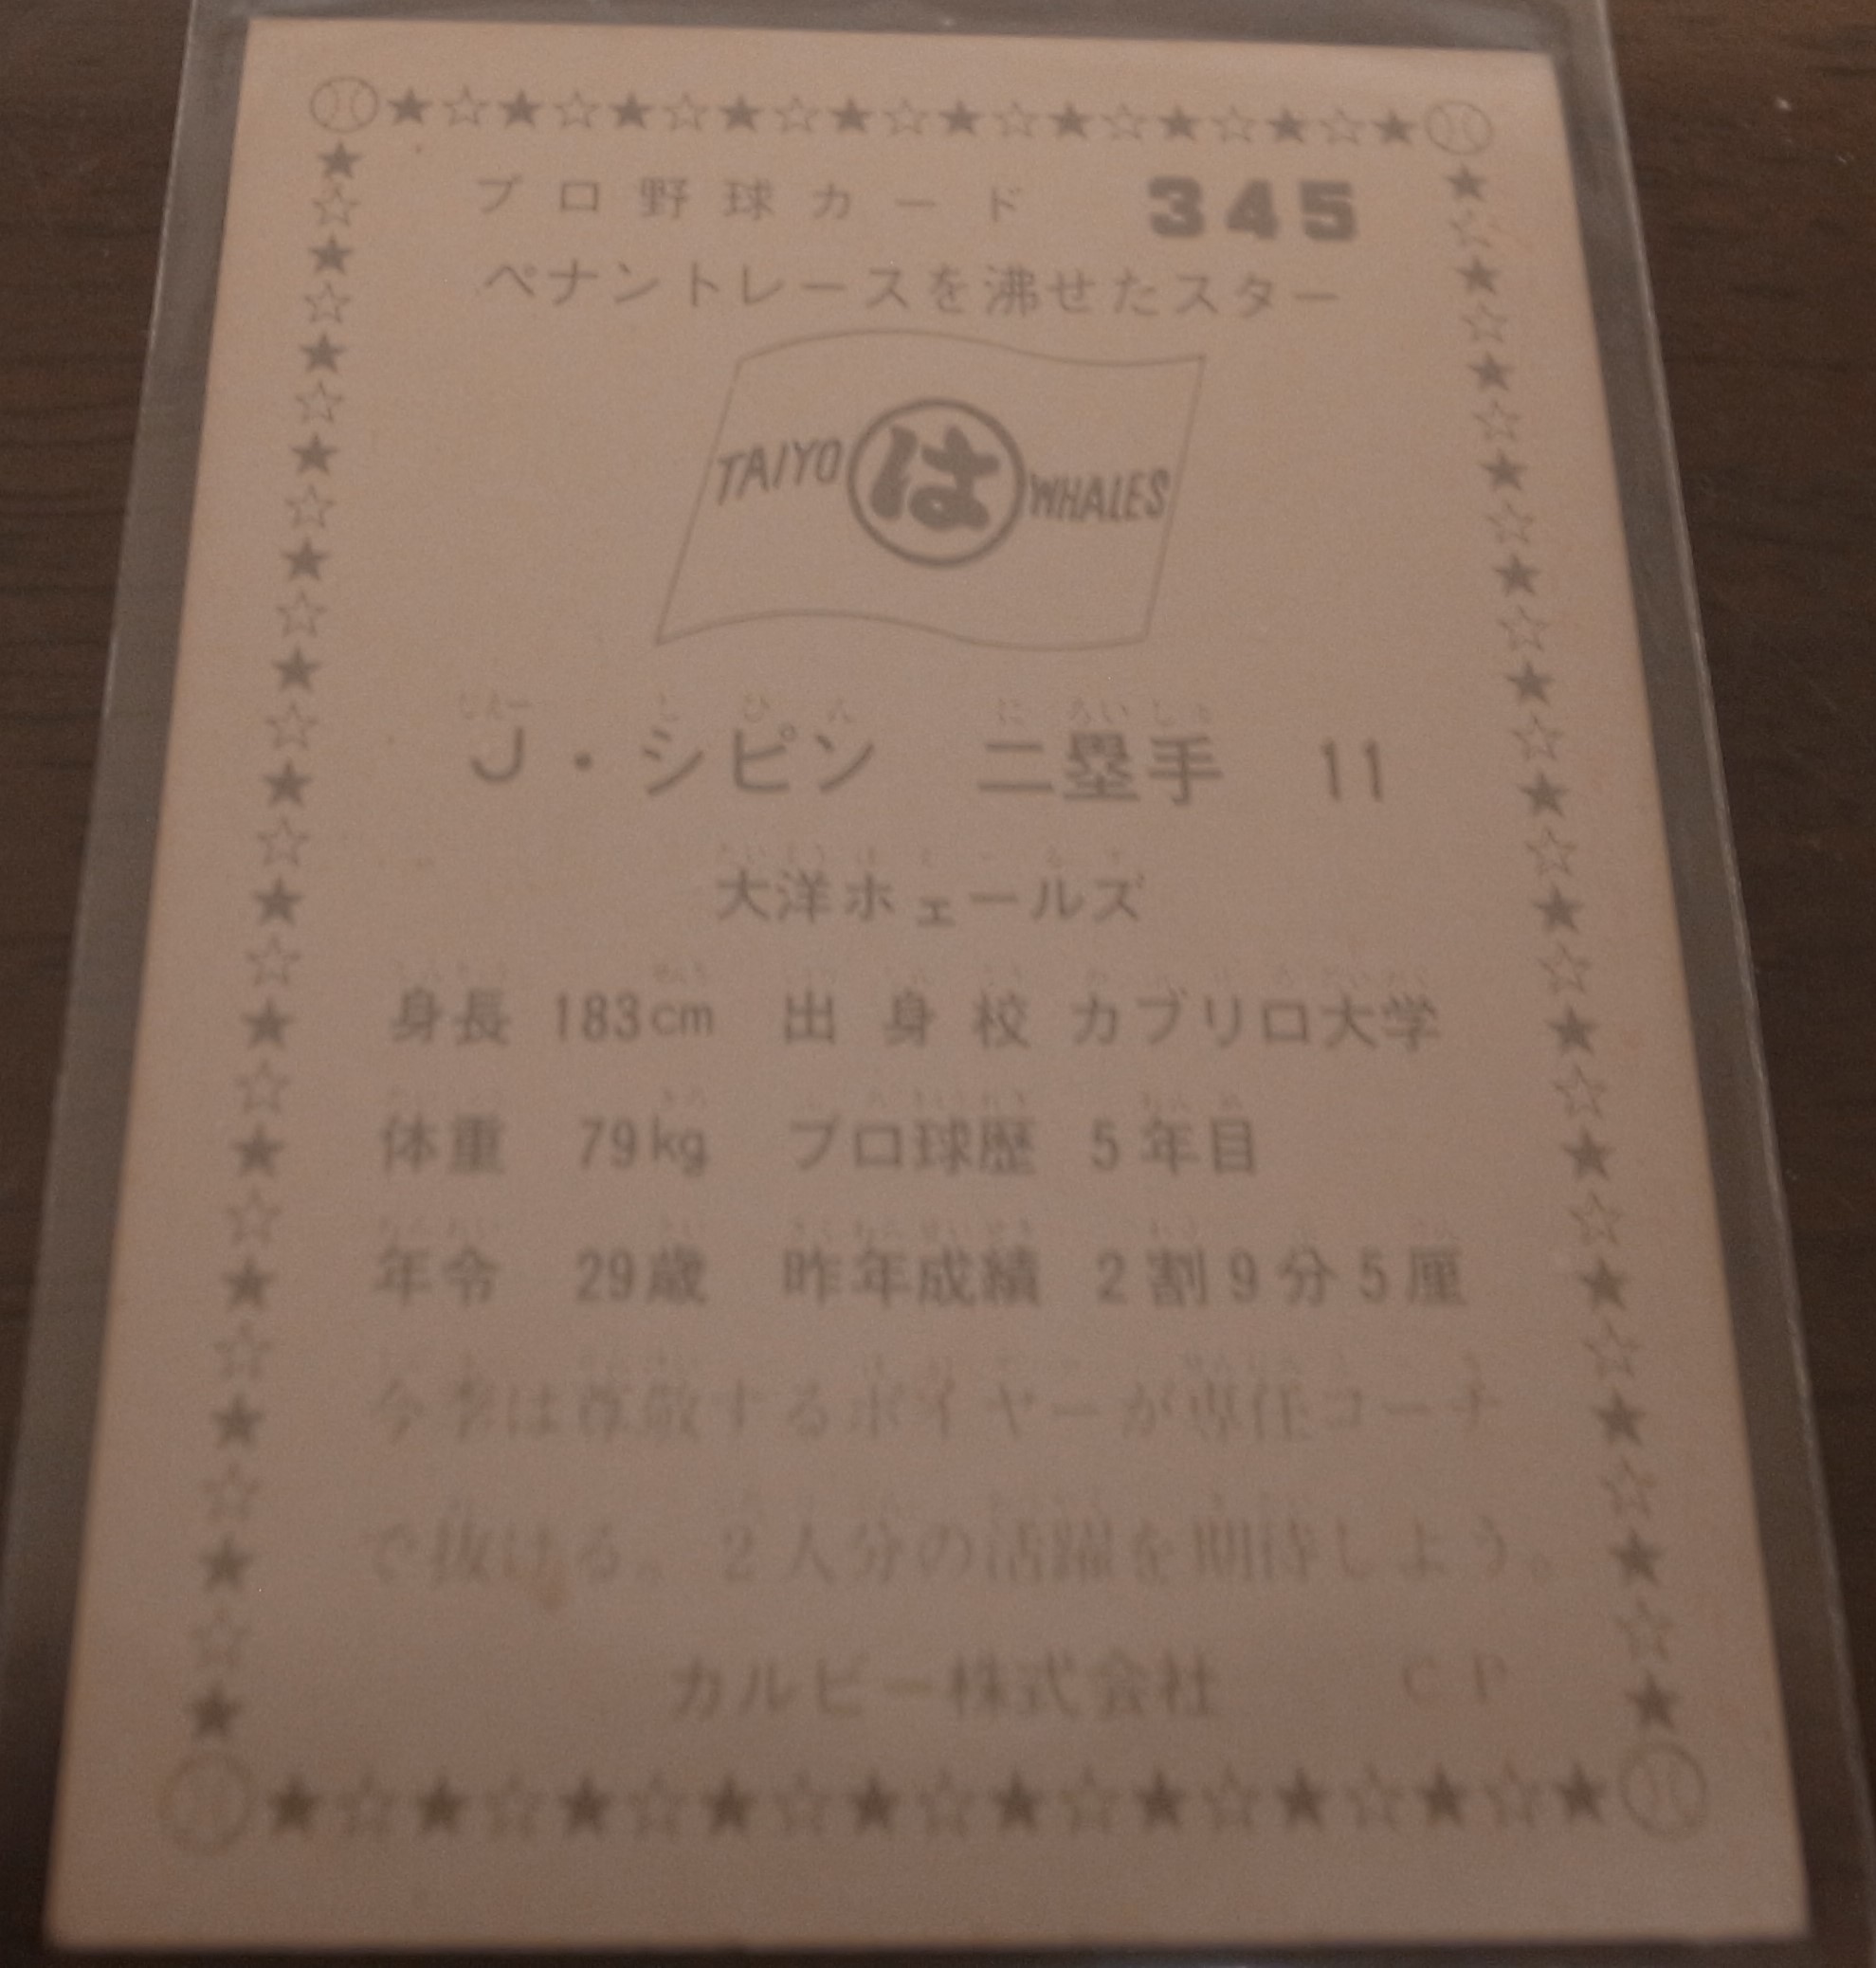 プロ野球カード 345
ペナントレースを沸せたスター
TAIYO は WHALES
J・シピン 二塁手 11
大洋ホェールズ
身長 183cm 出身校 カブリロ大学
体重 79kg プロ球歴 5年目
年令 29歳 昨年成績 2割9分5厘
今季は尊敬するボイヤーが専任コーチ
で抜ける。2人分の活躍を期待しよう。
カルビー株式会社 CP